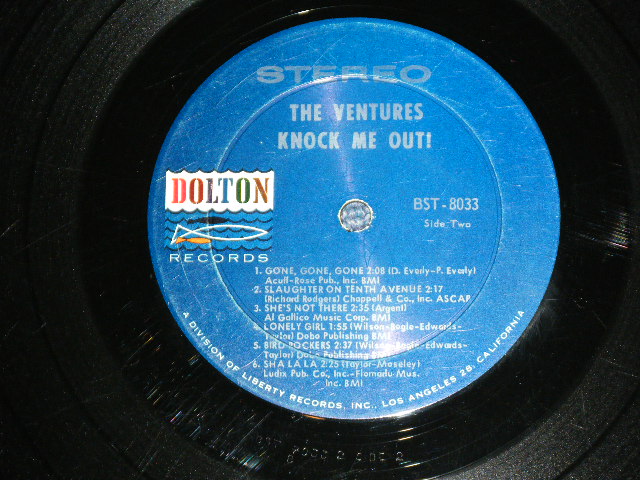 STEREO
THE VENTURES
KNOCK ME OUT!
DOLTON
RECORDS
BST-8033
Side Two
1. GONE, GONE, GONE 2:08 (D. Everly-P. Everly)
Acuff-Rose Pub., Inc. BMI
2. SLAUGHTER ON TENTH AVENUE 2:17
(Richard Rodgers) Chappell & Co., Inc. ASCAP
3. SHE'S NOT THERE 2:35 (Argent)
Al Gallico Music Corp. BMI
4. LONELY GIRL 1:55 (Wilson-Bogle-Edwards-
Taylor) Dobo Publishing BMI
5. BIRD ROCKERS 2:37 (Wilson-Bogle-Edwards-
Taylor) Dobo Publishing BMI
6. SHA LA LA 2:25 (Taylor-Moseley)
Ludix Pub. Co., Inc.-Flomadu Mus.
Inc. BMI
A DIVISION OF LIBERTY RECORDS, INC., LOS ANGELES 28, CALIFORNIA